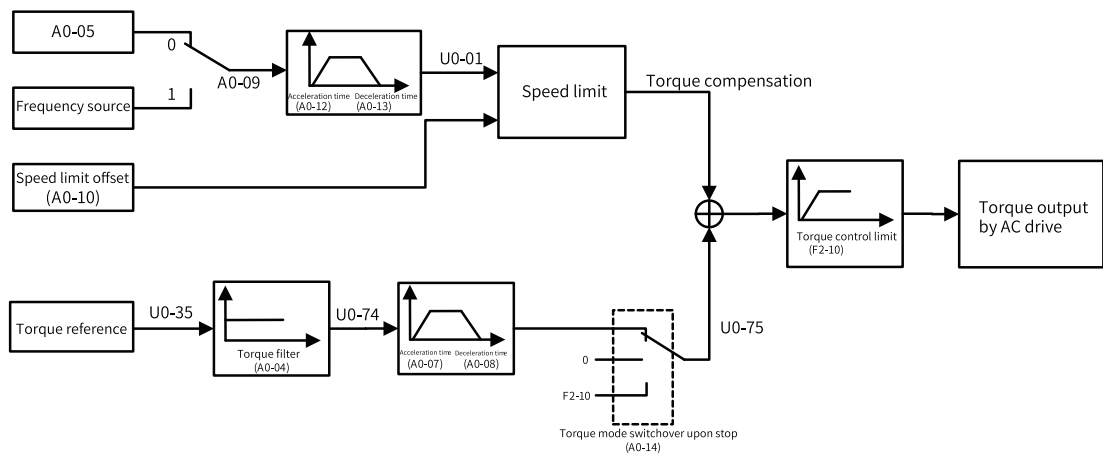 A0-05
0
A0-09
1
Frequency source
Acceleration time
(A0-12)
Deceleration time
(A0-13)
U0-01
Speed limit
Torque compensation
Speed limit offset
(A0-10)
Torque control limit
(F2-10)
Torque output
by AC drive
Torque reference
U0-35
Torque filter
(A0-04)
U0-74
Acceleration time
(A0-07)
Deceleration time
(A0-08)
0
F2-10
U0-75
Torque mode switchover upon stop
(A0-14)